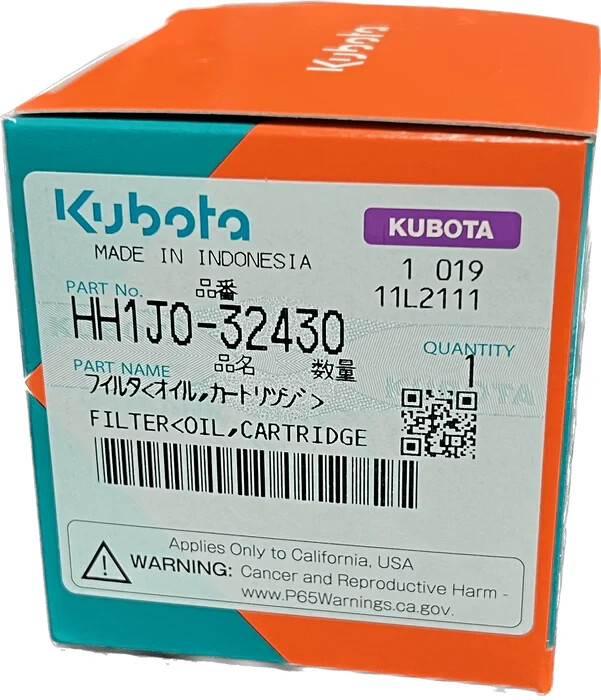 Kubota
Kubota
KUBOTA
MADE IN INDONESIA
1 019
PART No.
品番
11L2111
HH1J0-32430
QUANTITY
PART NAME
品名
数量
1
フィルタ<オイル,カートリッジ>
FILTER<OIL,CARTRIDGE
Applies Only to California, USA
WARNING: Cancer and Reproductive Harm -
www.P65Warnings.ca.gov.